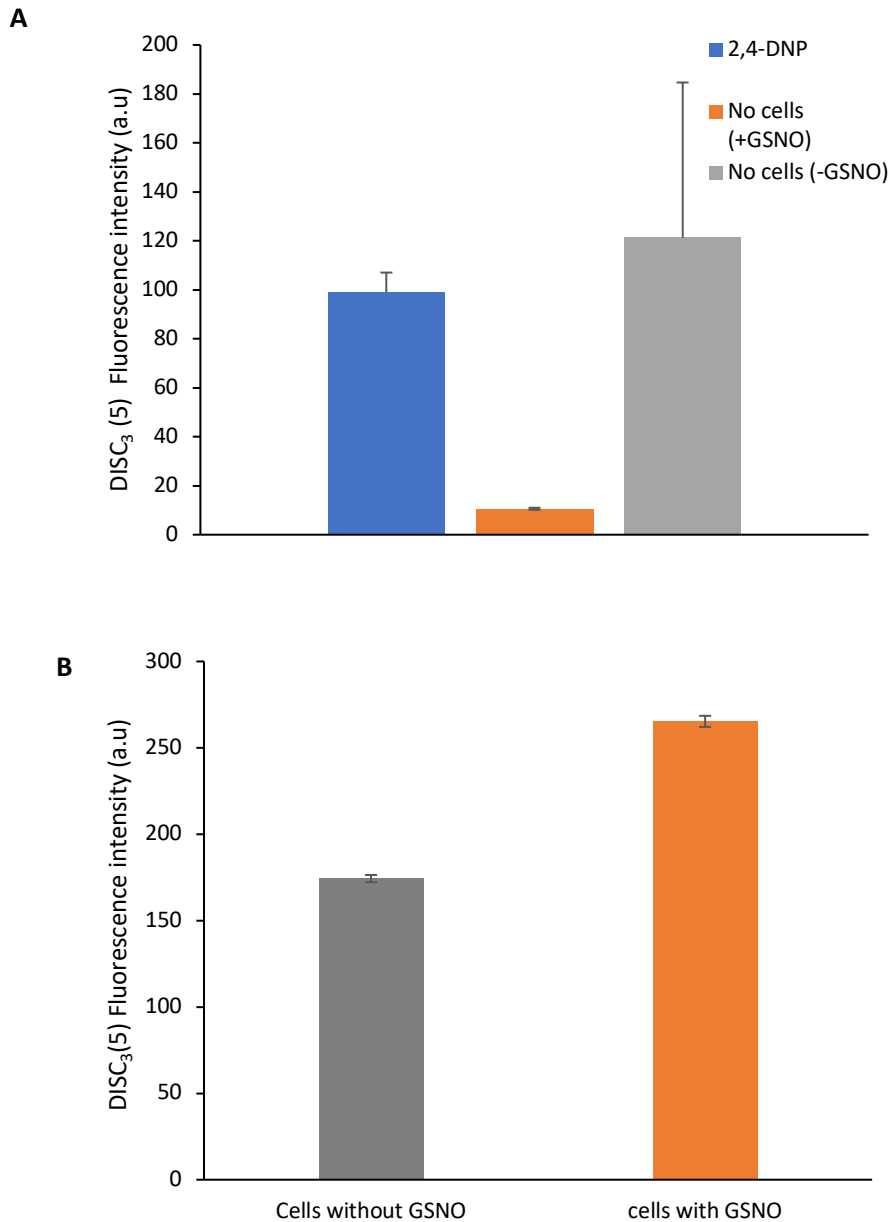 A
DISC₃ (5) Fluorescence intensity (a.u)
200
180
160
140
120
100
80
60
40
20
0
2,4-DNP
No cells
(+GSNO)
No cells (-GSNO)
B
DISC₃(5) Fluorescence intensity (a.u)
300
250
200
150
100
50
0
Cells without GSNO
cells with GSNO